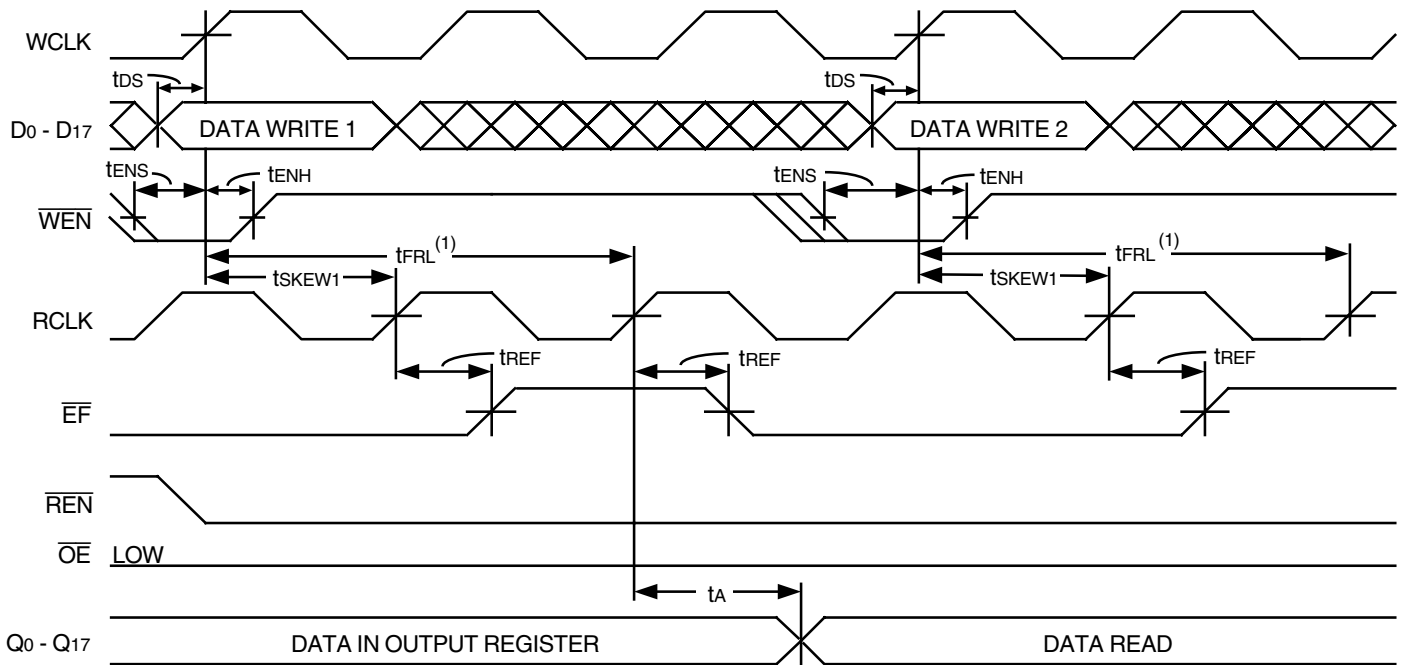 WCLK
tDS
tDS
D0 - D17
DATA WRITE 1
DATA WRITE 2
tENS
tENH
tENS
tENH
WEN
tFRL(1)
tFRL(1)
tSKEW1
tSKEW1
RCLK
tREF
tREF
tREF
EF
REN
OE
LOW
tA
Q0 - Q17
DATA IN OUTPUT REGISTER
DATA READ